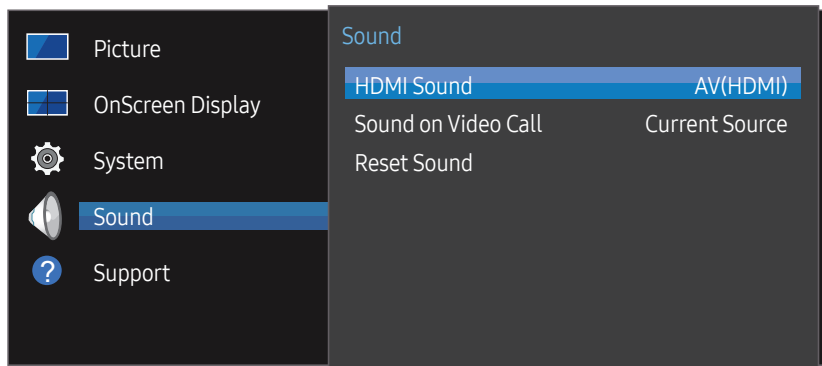 Picture
OnScreen Display
System
Sound
? Support
Sound
HDMI Sound AV(HDMI)
Sound on Video Call Current Source
Reset Sound